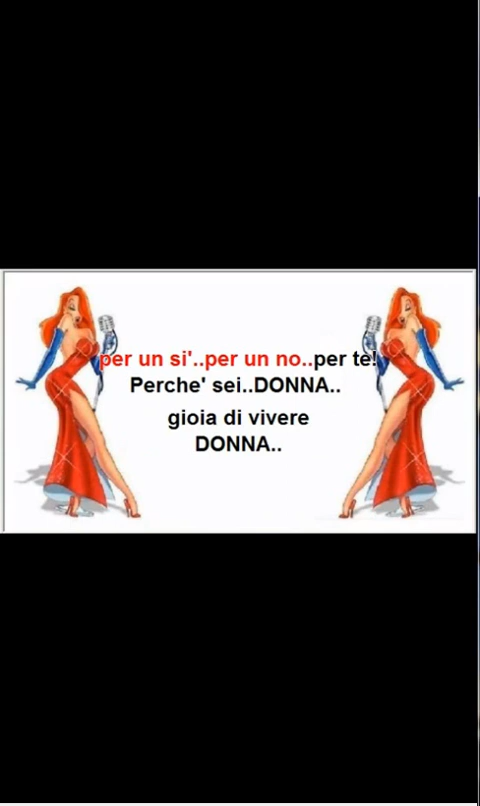 per un si'..per un no..per te!
Perche' sei..DONNA..
gioia di vivere
DONNA..